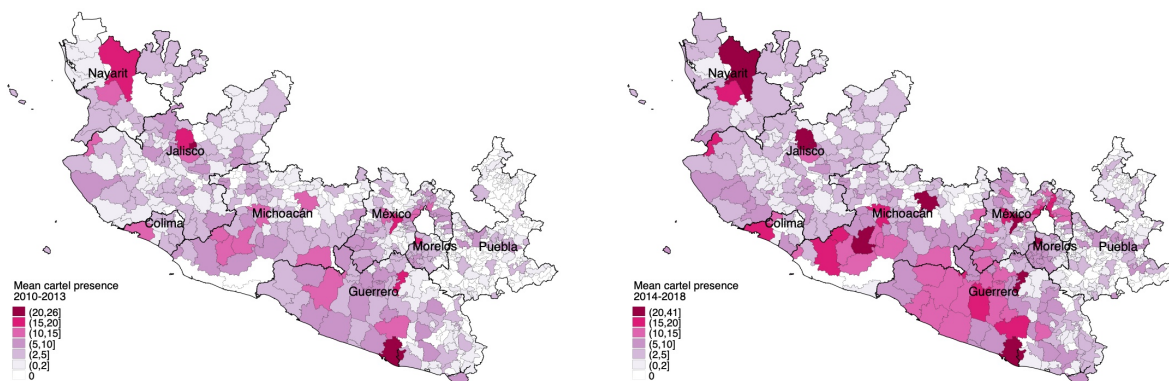 Nayarit
Jalisco
Colima
Michoacán
México
Morelos
Puebla
Guerrero
Mean cartel presence
2010-2013
(20,26]
(15,20]
(10,15]
(5,10]
(2,5]
(0,2]
0
Nayarit
Jalisco
Colima
Michoacán
México
Morelos
Puebla
Guerrero
Mean cartel presence
2014-2018
(20,41]
(15,20]
(10,15]
(5,10]
(2,5]
(0,2]
0